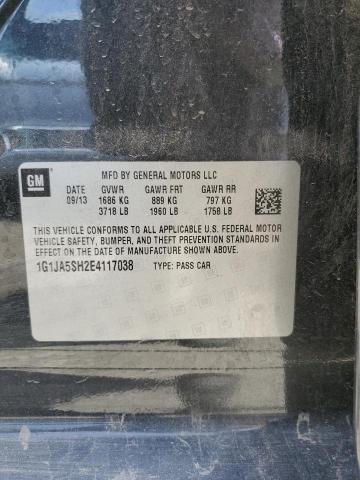 MFD BY GENERAL MOTORS LLC
GM
DATE GVWR GAWR FRT GAWR RR
09/13 1686 KG 889 KG 797 KG
3718 LB 1960 LB 1758 LB
THIS VEHICLE CONFORMS TO ALL APPLICABLE U.S. FEDERAL MOTOR
VEHICLE SAFETY, BUMPER, AND THEFT PREVENTION STANDARDS
IN EFFECT ON THE DATE OF MANUFACTURE SHOWN ABOVE.
1G1JA5SH2E4117038 TYPE: PASS CAR